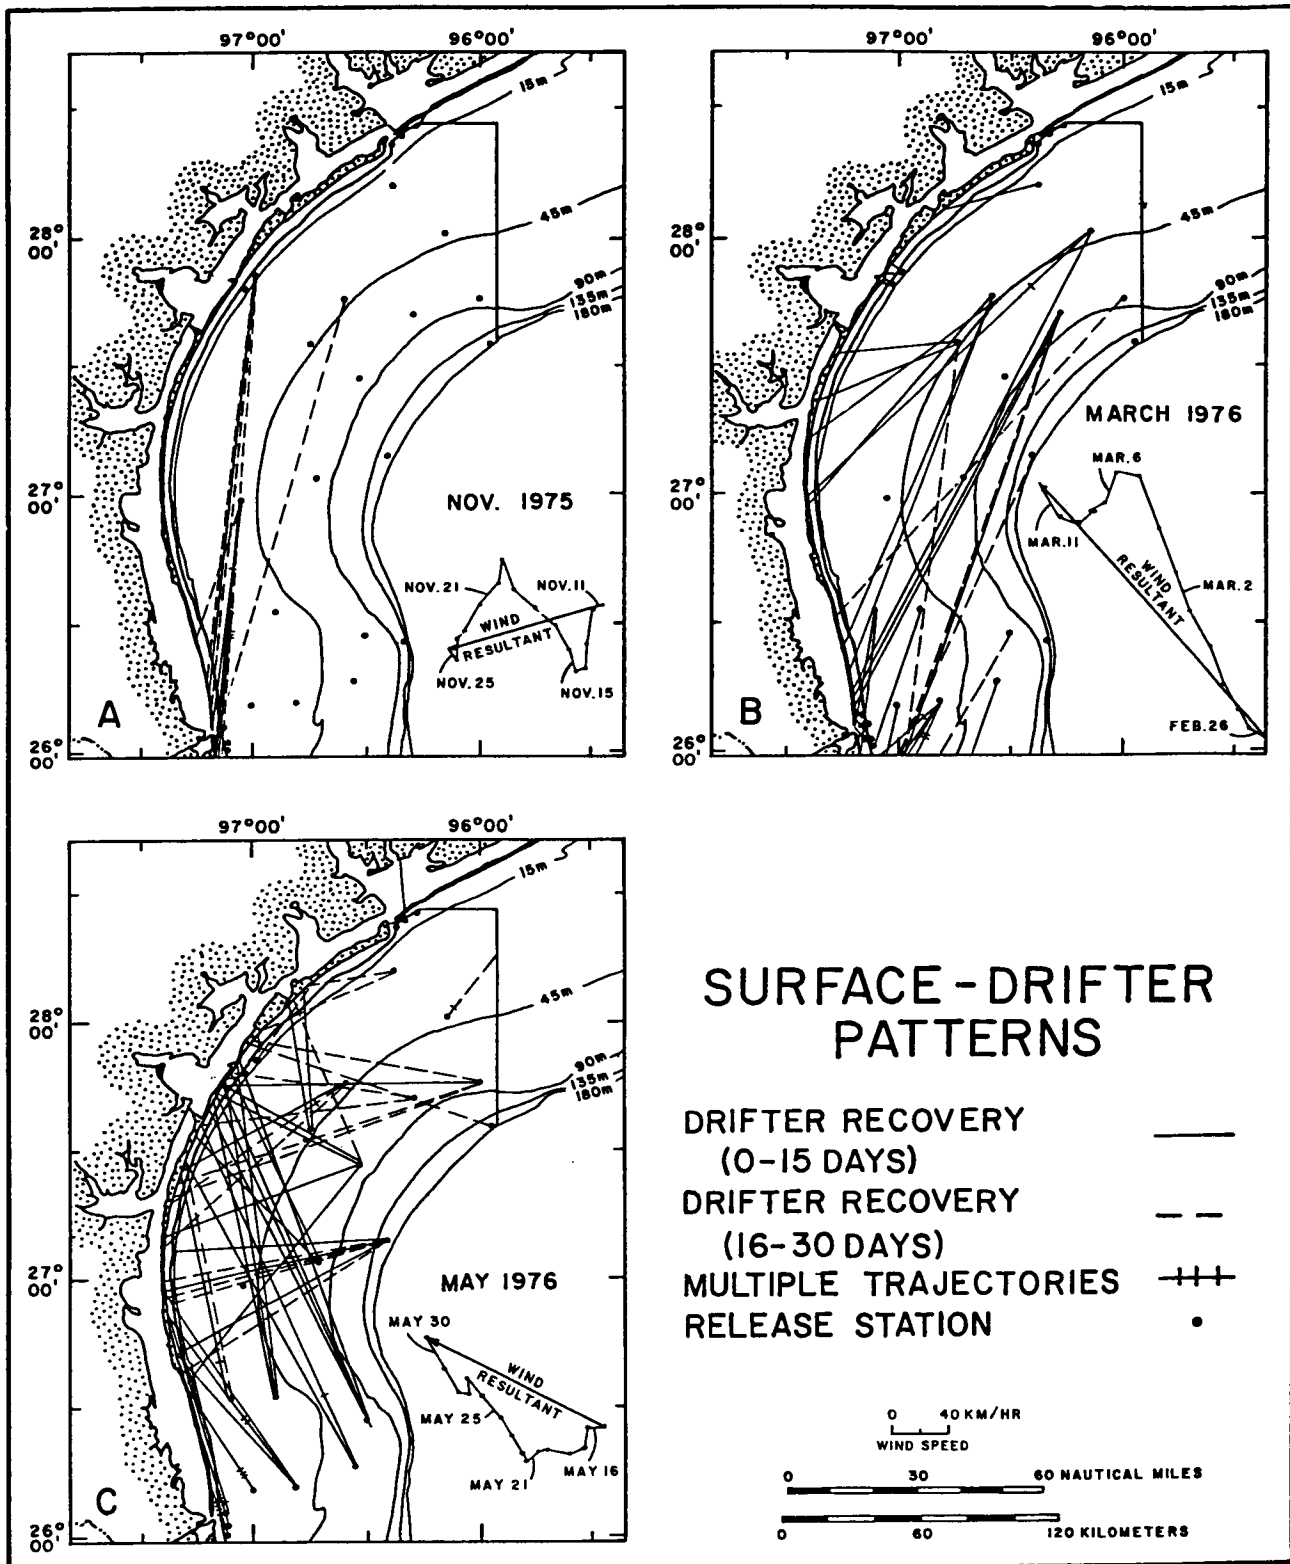 97°00'
96°00'
15m
45m
90m
135m
180m
28°
00'
27°
00'
26°
00'
NOV. 1975
NOV. 21
NOV. 11
WIND
RESULTANT
NOV. 25
NOV. 15
A
97°00'
96°00'
15m
45m
90m
135m
180m
28°
00'
27°
00'
26°
00'
MARCH 1976
MAR. 6
MAR. 11
WIND
RESULTANT
MAR. 2
FEB. 26
B
97°00'
96°00'
15m
45m
90m
135m
180m
28°
00'
27°
00'
26°
00'
MAY 1976
MAY 30
WIND
RESULTANT
MAY 25
MAY 21
MAY 16
C
SURFACE-DRIFTER
PATTERNS
DRIFTER RECOVERY
(0-15 DAYS)
DRIFTER RECOVERY
(16-30 DAYS)
MULTIPLE TRAJECTORIES
RELEASE STATION
0 40 KM/HR
WIND SPEED
0 30 60 NAUTICAL MILES
0 60 120 KILOMETERS